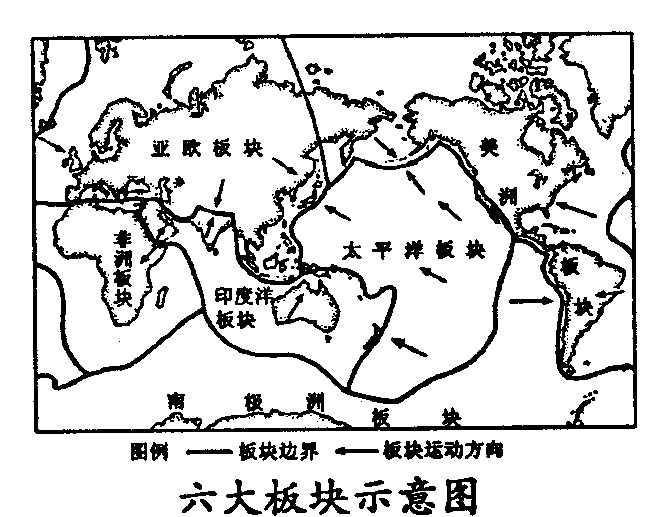 亚欧板块
美洲板块
非洲板块
太平洋板块
印度洋
板块
南极洲板块
图例 板块边界 板块运动方向
六大板块示意图